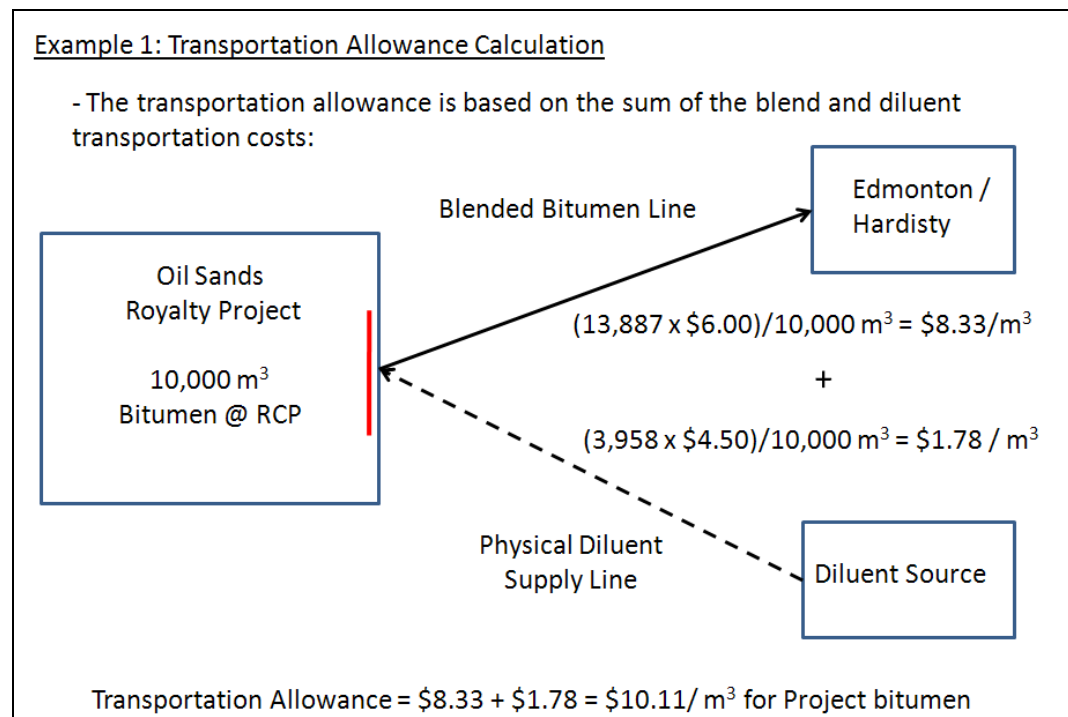 Example 1: Transportation Allowance Calculation
- The transportation allowance is based on the sum of the blend and diluent
transportation costs:
Blended Bitumen Line
Edmonton /
Hardisty
Oil Sands
Royalty Project
10,000 m³
Bitumen @ RCP
(13,887 x $6.00)/10,000 m³ = $8.33/m³
+
(3,958 x $4.50)/10,000 m³ = $1.78 / m³
Physical Diluent
Supply Line
Diluent Source
Transportation Allowance = $8.33 + $1.78 = $10.11/ m³ for Project bitumen